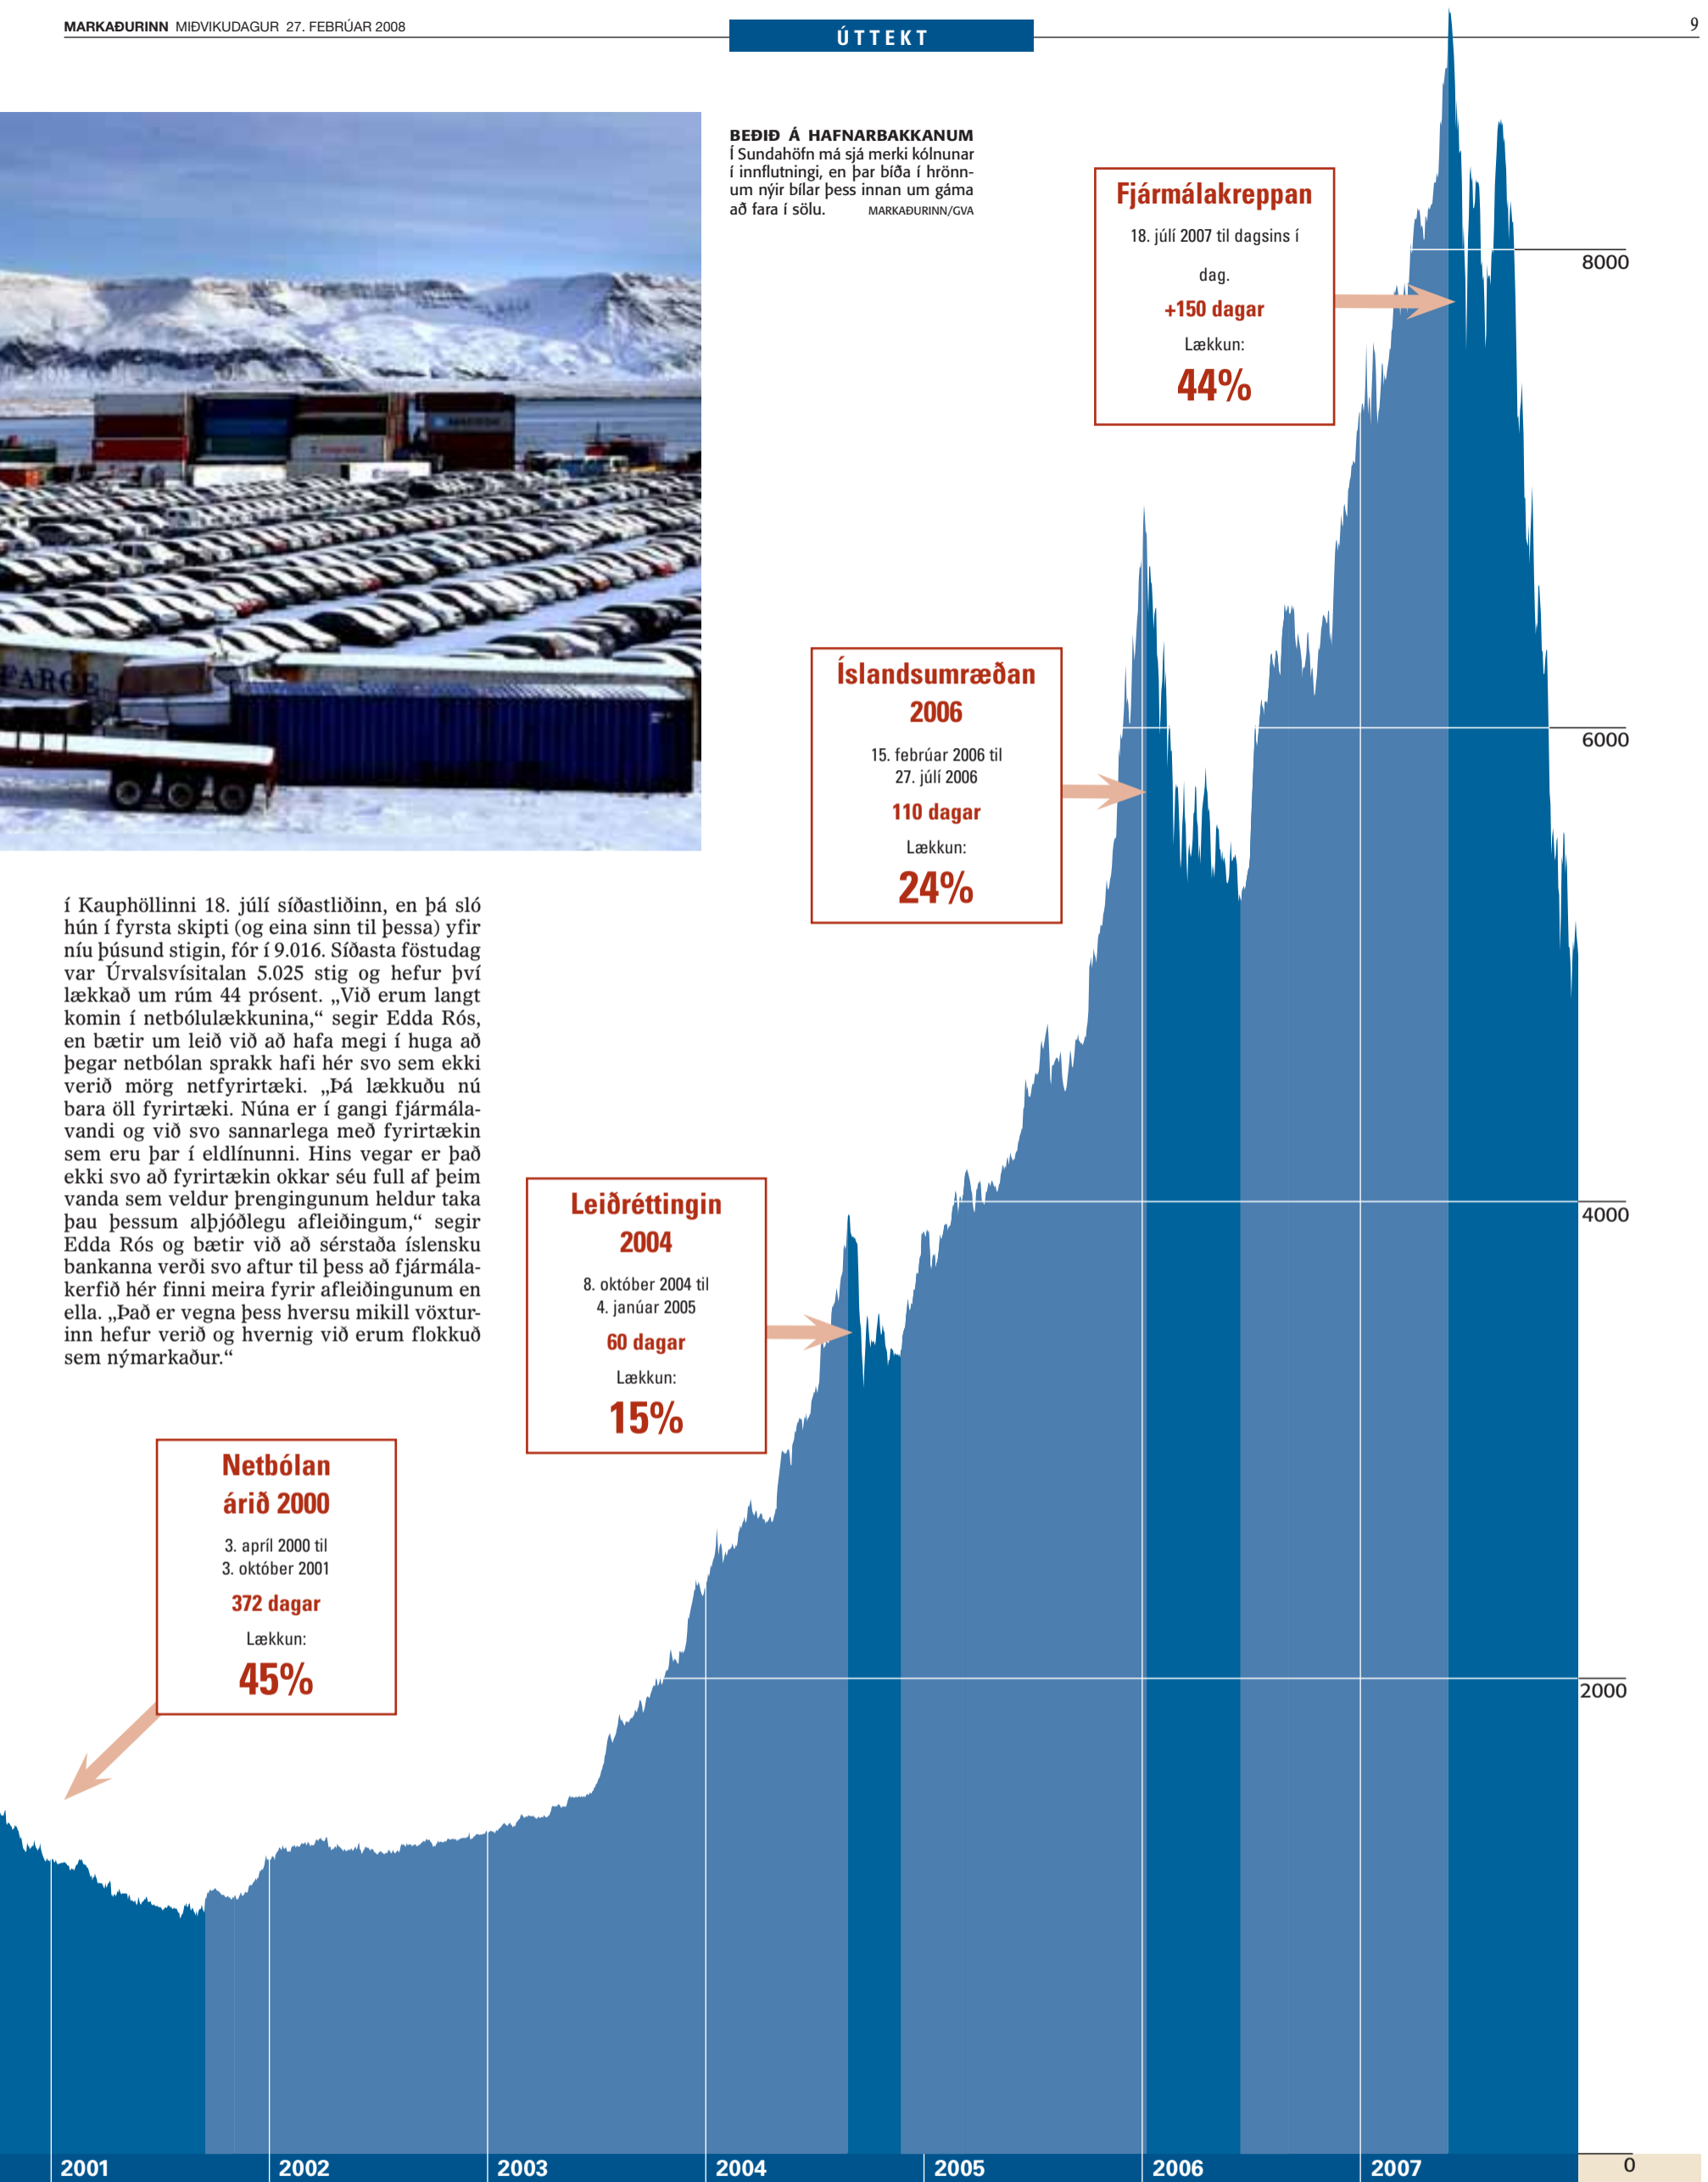 MARKAÐURINN MIÐVIKUDAGUR 27. FEBRÚAR 2008
ÚTTEKT
9
BEÐIÐ Á HAFNARBAKKANUM
Í Sundahöfn má sjá merki kólnunar
í innflutningi, en þar bíða í hrönn-
um nýir bílar þess innan um gáma
að fara í sölu. MARKAÐURINN/GVA
Fjármálakreppan
18. júlí 2007 til dagsins í
dag.
+150 dagar
Lækkun:
44%
8000
Íslandsumræðan
2006
15. febrúar 2006 til
27. júlí 2006
110 dagar
Lækkun:
24%
6000
í Kauphöllinni 18. júlí síðastliðinn, en þá sló
hún í fyrsta skipti (og eina sinn til þessa) yfir
níu þúsund stigin, fór í 9.016. Síðasta föstudag
var Úrvalsvísitalan 5.025 stig og hefur því
lækkað um rúm 44 prósent. „Við erum langt
komin í netbólulækkunina,“ segir Edda Rós,
en bætir um leið við að hafa megi í huga að
þegar netbólan sprakk hafi hér svo sem ekki
verið mörg netfyrirtæki. „Þá lækkuðu nú
bara öll fyrirtæki. Núna er í gangi fjármála-
vandi og við svo sannarlega með fyrirtækin
sem eru þar í eldlínunni. Hins vegar er það
ekki svo að fyrirtækin okkar séu full af þeim
vanda sem veldur þrengingunum heldur taka
þau þessum alþjóðlegu afleiðingum,“ segir
Edda Rós og bætir við að sérstaða íslensku
bankanna verði svo aftur til þess að fjármála-
kerfið hér finni meira fyrir afleiðingunum en
ella. „Það er vegna þess hversu mikill vöxtur-
inn hefur verið og hvernig við erum flokkuð
sem nýmarkaður.“
Leiðréttingin
2004
8. október 2004 til
4. janúar 2005
60 dagar
Lækkun:
15%
4000
Netbólan
árið 2000
3. apríl 2000 til
3. október 2001
372 dagar
Lækkun:
45%
2000
0
2001 2002 2003 2004 2005 2006 2007